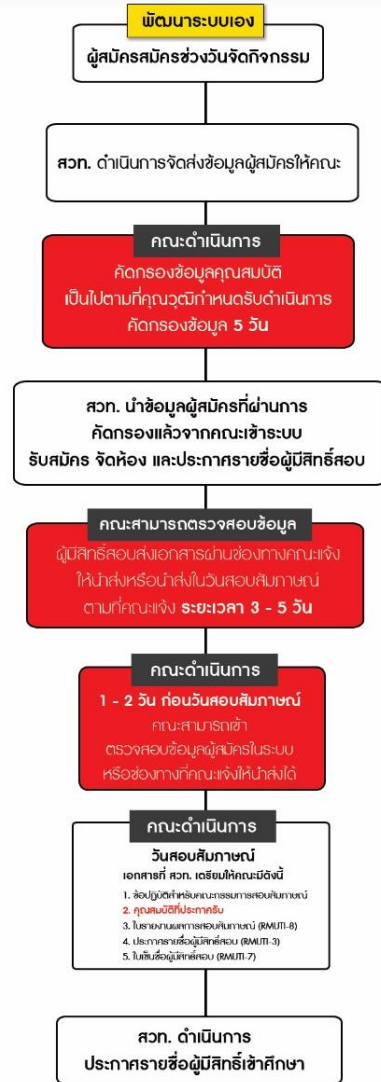 พัฒนาระบบเอง
ผู้สมัครสมัครช่วงวันจัดกิจกรรม
สวท. ดำเนินการจัดส่งข้อมูลผู้สมัครให้คณะ
คณะดำเนินการ
คัดกรองข้อมูลคุณสมบัติ
เป็นไปตามที่คุณวุฒิกำหนดรับดำเนินการ
คัดกรองข้อมูล 5 วัน
สวท. นำข้อมูลผู้สมัครที่ผ่านการ
คัดกรองแล้วจากคณะเข้าระบบ
รับสมัคร จัดห้อง และประกาศรายชื่อผู้มีสิทธิ์สอบ
คณะสามารถตรวจสอบข้อมูล
ผู้มีสิทธิ์สอบส่งเอกสารผ่านช่องทางคณะแจ้ง
ให้นำส่งหรือนำส่งในวันสอบสัมภาษณ์
ตามที่คณะแจ้ง ระยะเวลา 3 - 5 วัน
คณะดำเนินการ
1 - 2 วัน ก่อนวันสอบสัมภาษณ์
คณะสามารถเข้า
ตรวจสอบข้อมูลผู้สมัครในระบบ
หรือช่องทางที่คณะแจ้งให้นำส่งได้
คณะดำเนินการ
วันสอบสัมภาษณ์
เอกสารที่ สวท. เตรียมให้คณะมีดังนี้
1. ข้อปฏิบัติสำหรับคณะกรรมการสอบสัมภาษณ์
2. คุณสมบัติที่ประกาศรับ
3. ใบรายงานผลการสอบสัมภาษณ์ (RMUTI-8)
4. ประกาศรายชื่อผู้มีสิทธิ์สอบ (RMUTI-3)
5. ใบเซ็นชื่อผู้มีสิทธิ์สอบ (RMUTI-7)
สวท. ดำเนินการ
ประกาศรายชื่อผู้มีสิทธิ์เข้าศึกษา